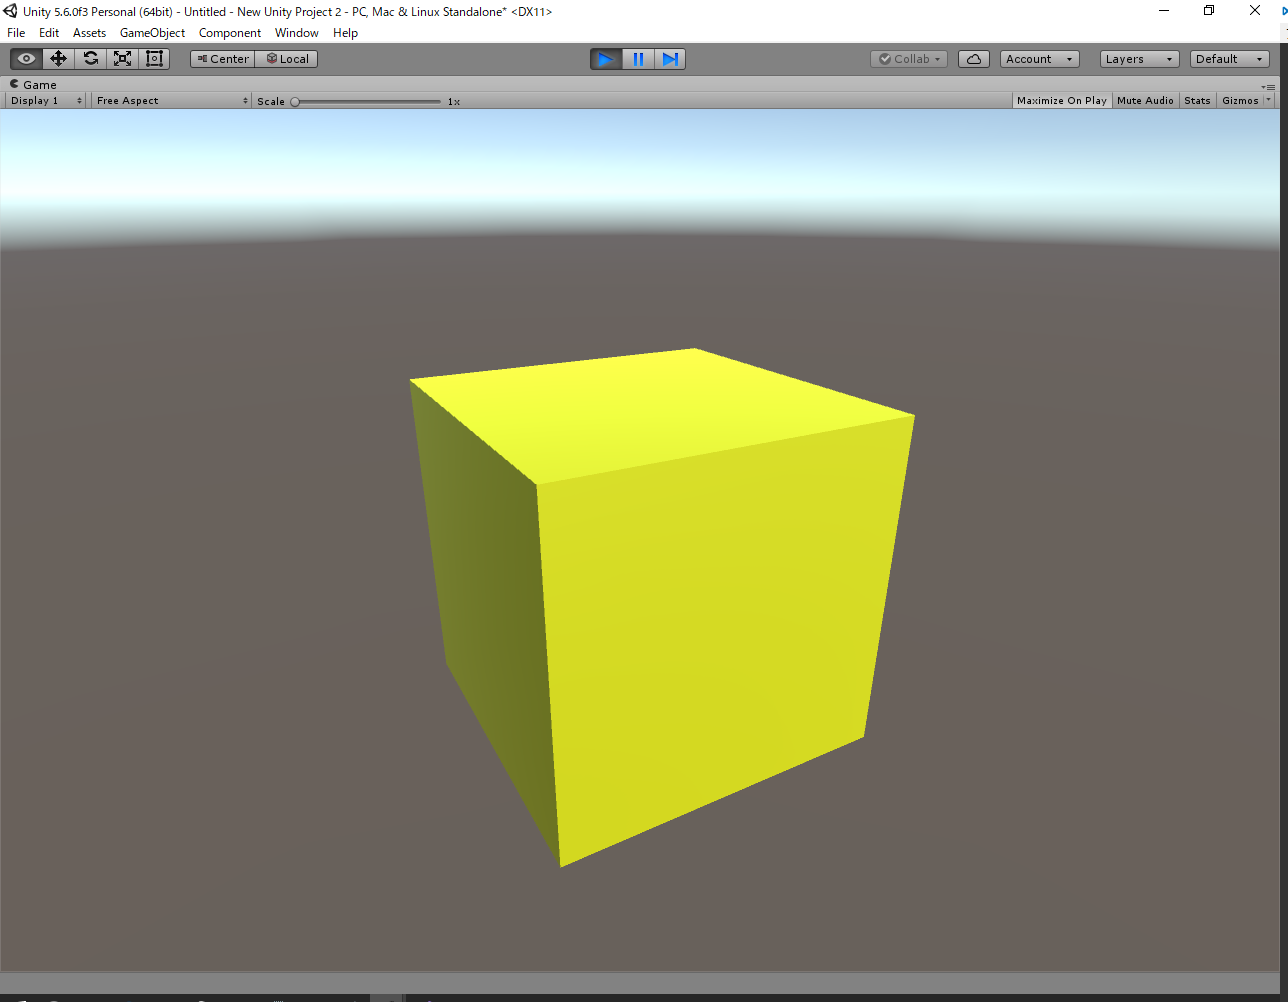 Unity 5.6.0f3 Personal (64bit) - Untitled - New Unity Project 2 - PC, Mac & Linux Standalone* <DX11>
File Edit Assets GameObject Component Window Help
Center Local Collab Account Layers Default
Game
Display 1 Free Aspect Scale 1x Maximize On Play Mute Audio Stats Gizmos